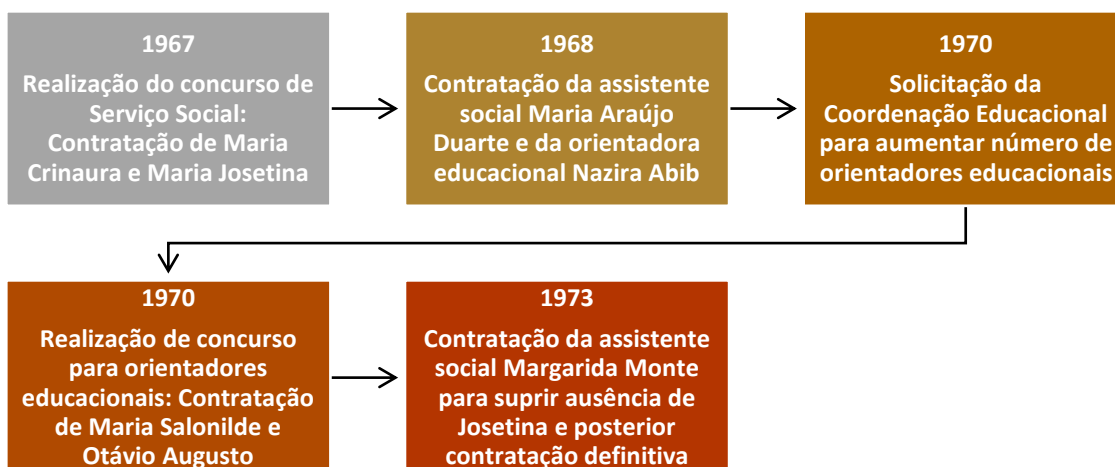 1967
Realização do concurso de
Serviço Social:
Contratação de Maria
Crinaura e Maria Josetina
1968
Contratação da assistente
social Maria Araújo
Duarte e da orientadora
educacional Nazira Abib
1970
Solicitação da
Coordenação Educacional
para aumentar número de
orientadores educacionais
1970
Realização de concurso
para orientadores
educacionais: Contratação
de Maria Salonilde e
Otávio Augusto
1973
Contratação da assistente
social Margarida Monte
para suprir ausência de
Josetina e posterior
contratação definitiva